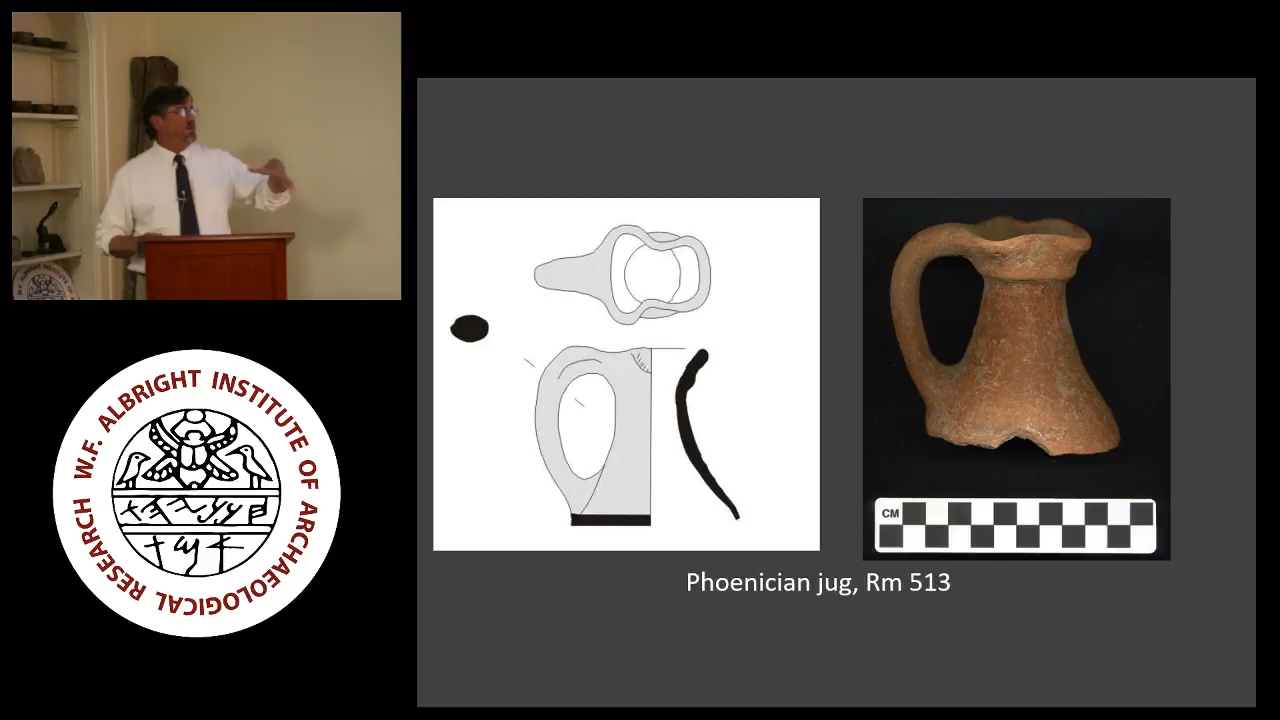 W.F. ALBRIGHT INSTITUTE OF ARCHAEOLOGICAL RESEARCH
CM
Phoenician jug, Rm 513